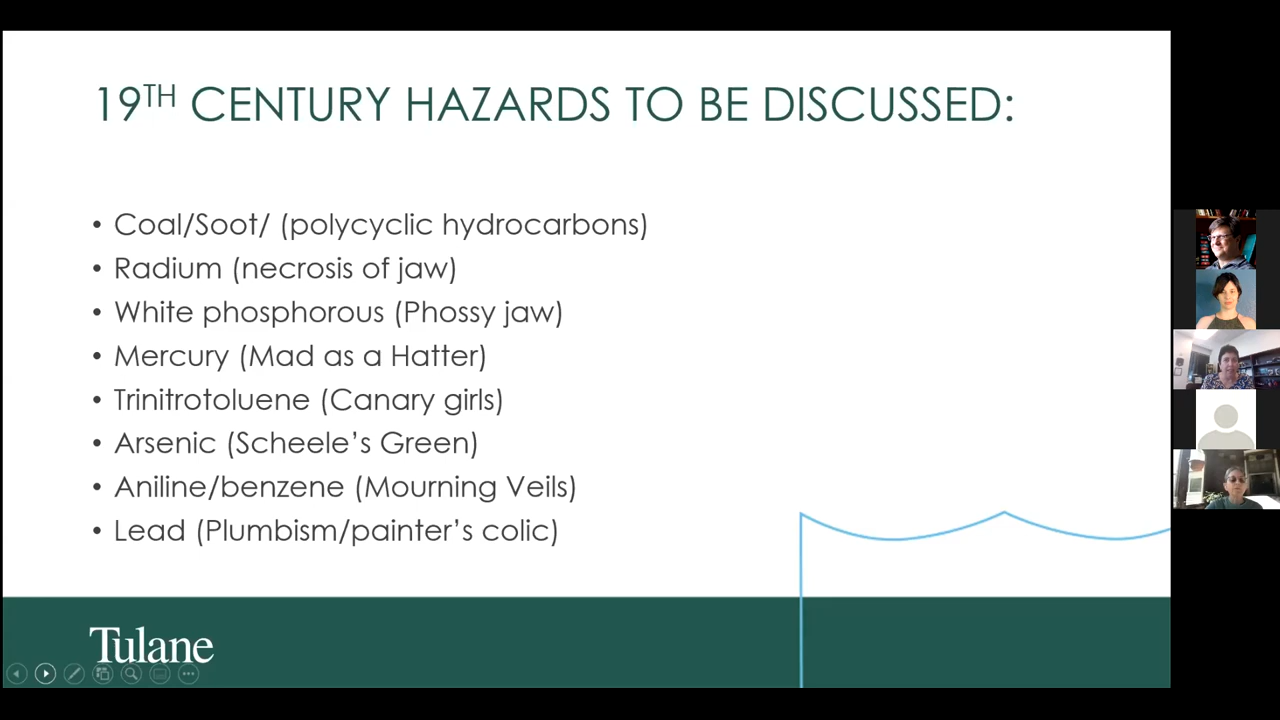 19TH CENTURY HAZARDS TO BE DISCUSSED:
• Coal/Soot/ (polycyclic hydrocarbons)
• Radium (necrosis of jaw)
• White phosphorous (Phossy jaw)
• Mercury (Mad as a Hatter)
• Trinitrotoluene (Canary girls)
• Arsenic (Scheele's Green)
• Aniline/benzene (Mourning Veils)
• Lead (Plumbism/painter's colic)
Tulane